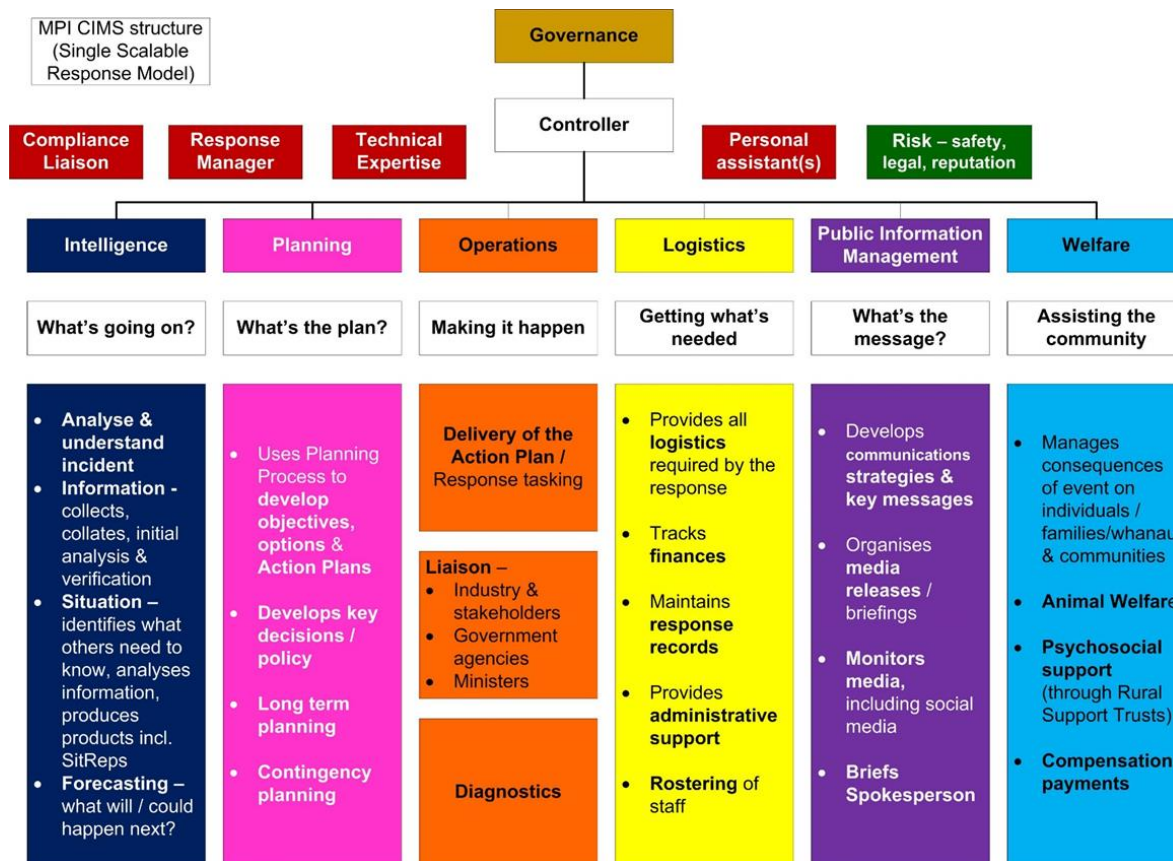 MPI CIMS structure
(Single Scalable
Response Model)
Governance
Controller
Compliance
Liaison
Response
Manager
Technical
Expertise
Personal
assistant(s)
Risk – safety,
legal, reputation
Intelligence
Planning
Operations
Logistics
Public Information
Management
Welfare
What's going on?
What's the plan?
Making it happen
Getting what's
needed
What's the
message?
Assisting the
community
• Analyse &
understand
incident
• Information -
collects,
collates, initial
analysis &
verification
• Situation –
identifies what
others need to
know, analyses
information,
produces
products incl.
SitReps
• Forecasting –
what will / could
happen next?
• Uses Planning
Process to
develop
objectives,
options &
Action Plans
• Develops key
decisions /
policy
• Long term
planning
• Contingency
planning
Delivery of the
Action Plan /
Response tasking
Liaison –
• Industry &
stakeholders
• Government
agencies
• Ministers
Diagnostics
• Provides all
logistics
required by the
response
• Tracks
finances
• Maintains
response
records
• Provides
administrative
support
• Rostering of
staff
• Develops
communications
strategies &
key messages
• Organises
media
releases /
briefings
• Monitors
media,
including social
media
• Briefs
Spokesperson
• Manages
consequences
of event on
individuals /
families/whanau
& communities
• Animal Welfare
• Psychosocial
support
(through Rural
Support Trusts)
• Compensation
payments